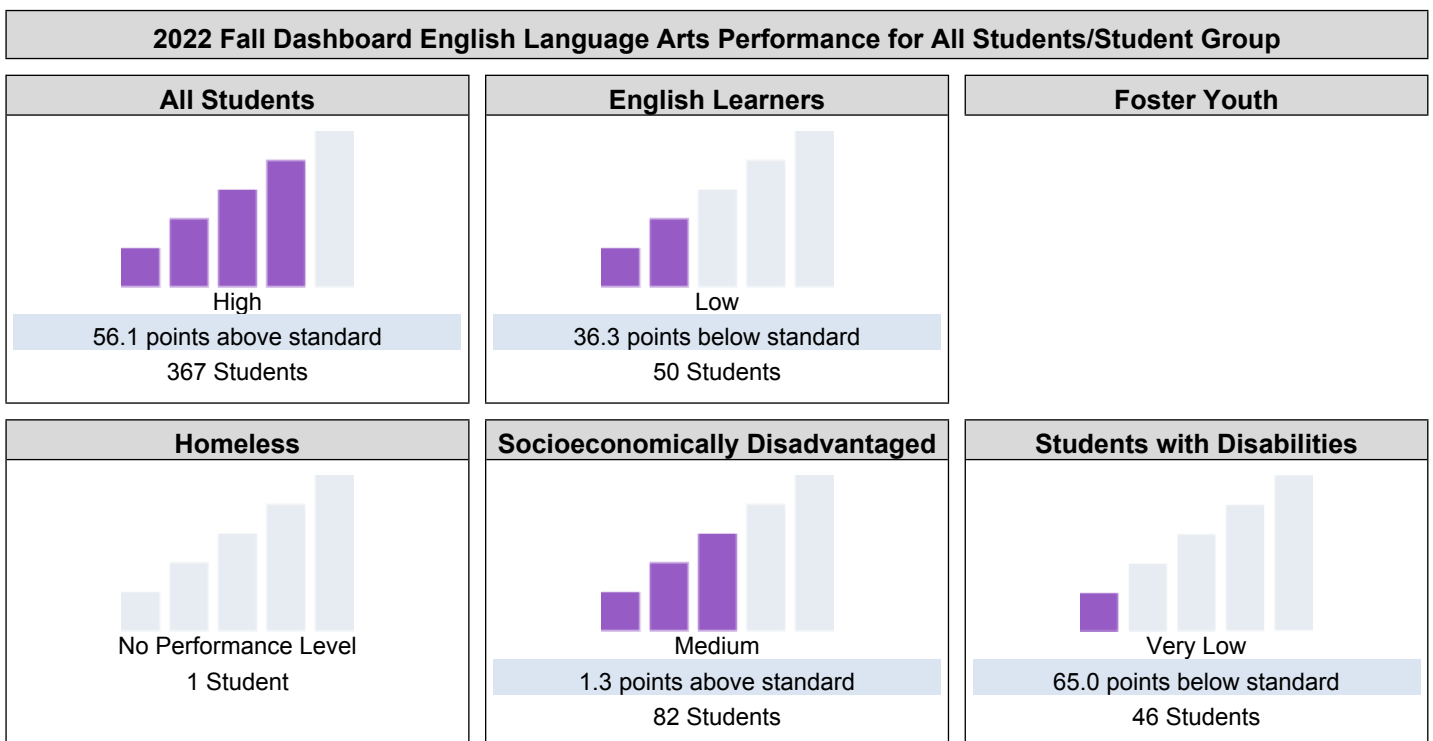 2022 Fall Dashboard English Language Arts Performance for All Students/Student Group
All Students
High
56.1 points above standard
367 Students
English Learners
Low
36.3 points below standard
50 Students
Foster Youth
Homeless
No Performance Level
1 Student
Socioeconomically Disadvantaged
Medium
1.3 points above standard
82 Students
Students with Disabilities
Very Low
65.0 points below standard
46 Students